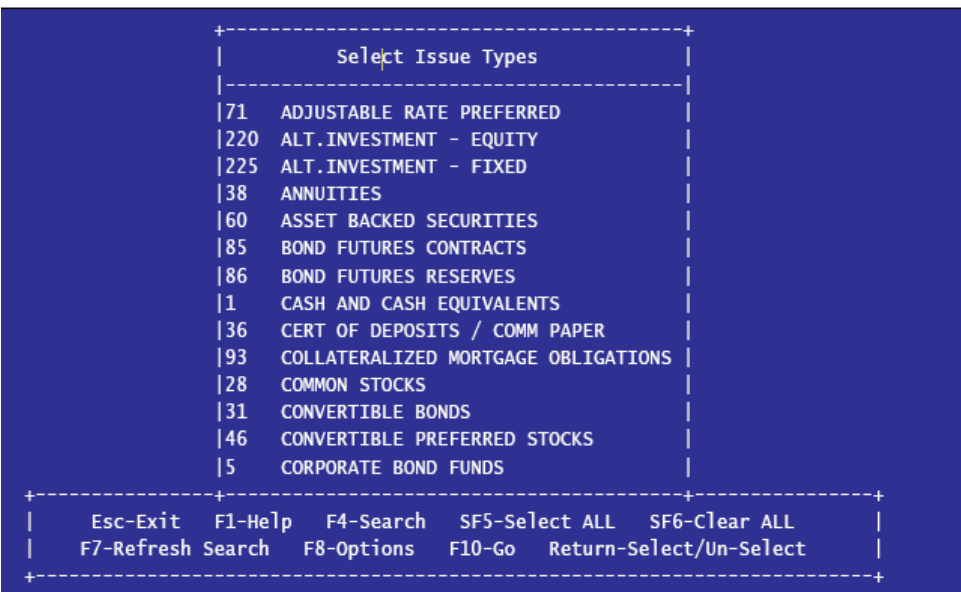 Select Issue Types
71 ADJUSTABLE RATE PREFERRED
220 ALT.INVESTMENT - EQUITY
225 ALT.INVESTMENT - FIXED
38 ANNUITIES
60 ASSET BACKED SECURITIES
85 BOND FUTURES CONTRACTS
86 BOND FUTURES RESERVES
1 CASH AND CASH EQUIVALENTS
36 CERT OF DEPOSITS / COMM PAPER
93 COLLATERALIZED MORTGAGE OBLIGATIONS
28 COMMON STOCKS
31 CONVERTIBLE BONDS
46 CONVERTIBLE PREFERRED STOCKS
5 CORPORATE BOND FUNDS
Esc-Exit F1-Help F4-Search SF5-Select ALL SF6-Clear ALL
F7-Refresh Search F8-Options F10-Go Return-Select/Un-Select